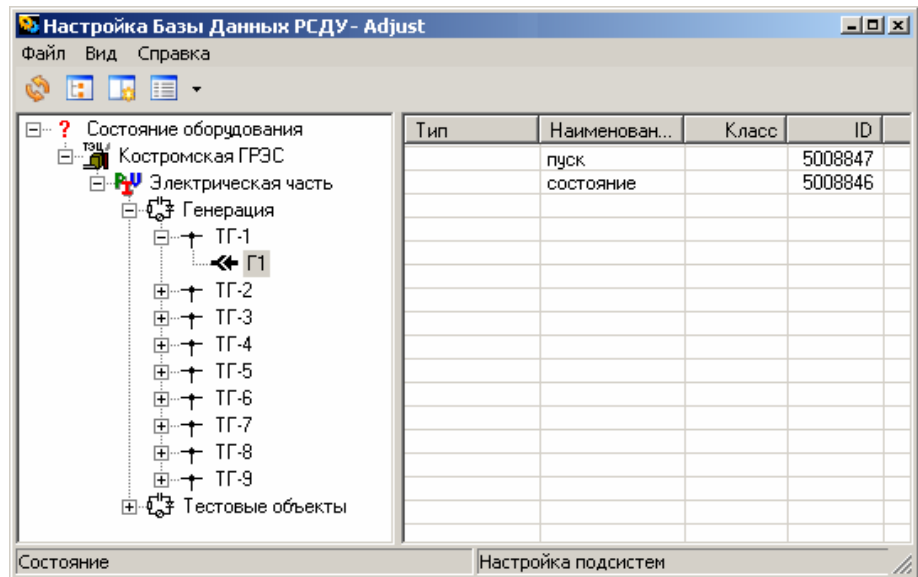 Настройка Базы Данных РСДУ - Adjust
Файл Вид Справка
? Состояние оборудования
ТЭЦ Костромская ГРЭС
PIU Электрическая часть
Генерация
ТГ-1
Г1
ТГ-2
ТГ-3
ТГ-4
ТГ-5
ТГ-6
ТГ-7
ТГ-8
ТГ-9
Тестовые объекты
Тип Наименован... Класс ID
пуск 5008847
состояние 5008846
Состояние Настройка подсистем